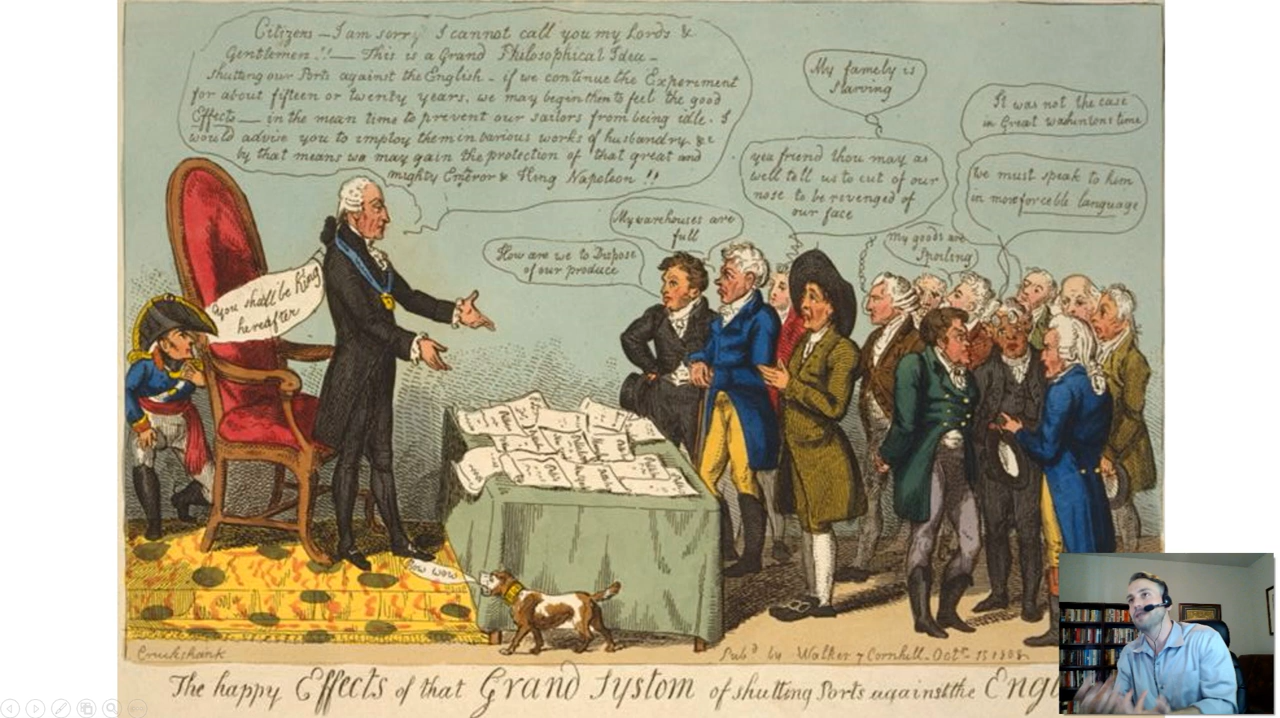 Citizens — I am sorry I cannot call you my Lords &
Gentlemen!! — This is a Grand Philosophical Idea —
shutting our Ports against the English - if we continue the Experiment
for about fifteen or twenty years, we may begin them to feel the good
Effects — in the mean time to prevent our sailors from being idle. I
would advise you to imploy them in various works of husbandry &c
by that means we may gain the protection of that great and
mighty Emperor & King Napoleon!!
My famely is
starving
It was not the case
in Great Washintons time
yea friend thou may as
well tell us to cut of our
nose to be revenged of
our face
We must speak to him
in more forceble language
My warehouses are
full
My goods are
Spoiling
How are we to Dispose
of our produce
You shall be King
hereafter
Bow wow
Cruikshank
Pubd by Walker 7 Cornhill. Octr 15 1808
The happy Effects of that Grand System of shutting Ports against the Engl